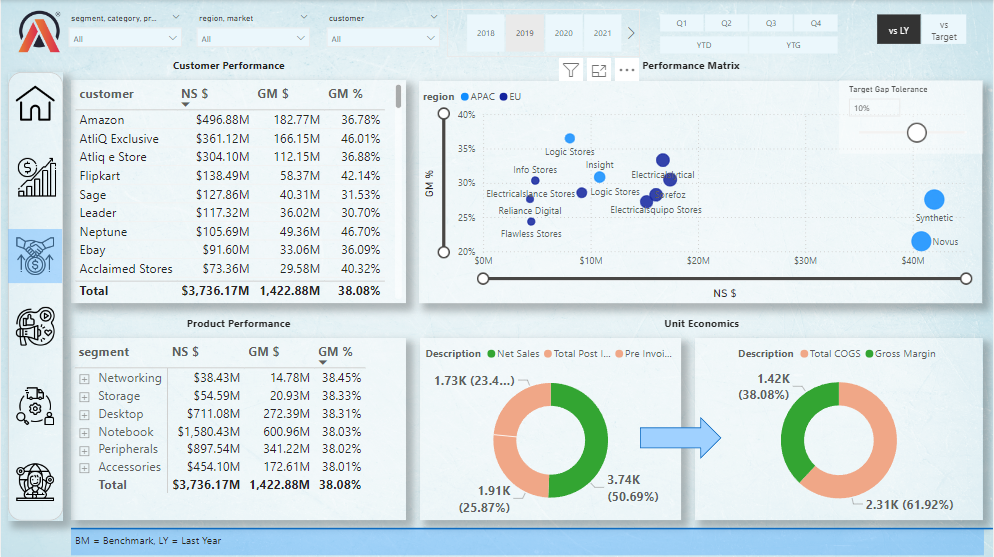 segment, category, pr...
region, market
customer
All
All
All
2018
2019
2020
2021
Q1
Q2
Q3
Q4
YTD
YTG
vs LY
vs
Target
Customer Performance
customer NS $ GM $ GM %
Amazon $496.88M 182.77M 36.78%
AtliQ Exclusive $361.12M 166.15M 46.01%
Atliq e Store $304.10M 112.15M 36.88%
Flipkart $138.49M 58.37M 42.14%
Sage $127.86M 40.31M 31.53%
Leader $117.32M 36.02M 30.70%
Neptune $105.69M 49.36M 46.70%
Ebay $91.60M 33.06M 36.09%
Acclaimed Stores $73.36M 29.58M 40.32%
Total $3,736.17M 1,422.88M 38.08%
Performance Matrix
region APAC EU
Target Gap Tolerance
10%
GM %
40%
35%
30%
25%
20%
Logic Stores
Info Stores
Insight
Reliance Digital
Logic Stores
Flawless Stores
Synthetic
Novus
$0M
$10M
$20M
$30M
$40M
NS $
Product Performance
segment NS $ GM $ GM %
Networking $38.43M 14.78M 38.45%
Storage $54.59M 20.93M 38.33%
Desktop $711.08M 272.39M 38.31%
Notebook $1,580.43M 600.96M 38.03%
Peripherals $897.54M 341.22M 38.02%
Accessories $454.10M 172.61M 38.01%
Total $3,736.17M 1,422.88M 38.08%
Unit Economics
Description Net Sales Total Post I... Pre Invoi...
1.73K (23.4...)
1.91K
(25.87%)
3.74K
(50.69%)
Description Total COGS Gross Margin
1.42K
(38.08%)
2.31K (61.92%)
BM = Benchmark, LY = Last Year